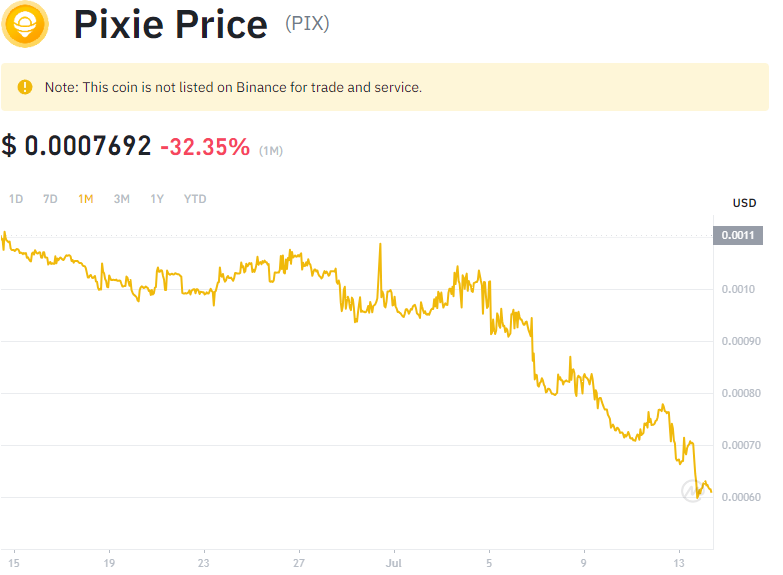 Pixie Price (PIX)
Note: This coin is not listed on Binance for trade and service.
$ 0.0007692 -32.35% (1M)
1D 7D 1M 3M 1Y YTD
USD
0.0011
0.0010
0.00090
0.00080
0.00070
0.00060
15 19 23 27 Jul 5 9 13